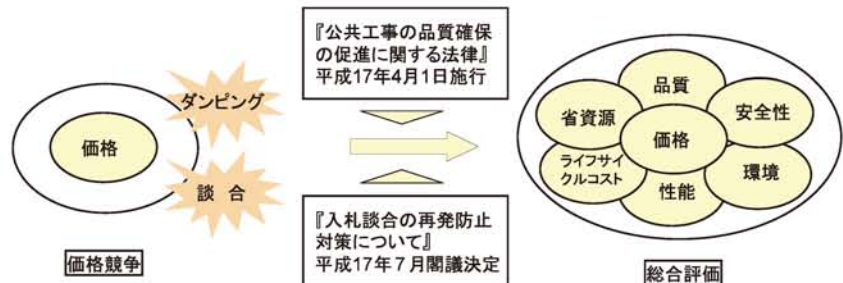 価格
ダンピング
談合
価格競争
『公共工事の品質確保
の促進に関する法律』
平成17年4月1日施行
『入札談合の再発防止
対策について』
平成17年7月閣議決定
品質
省資源
安全性
価格
ライフサイ
クルコスト
環境
性能
総合評価